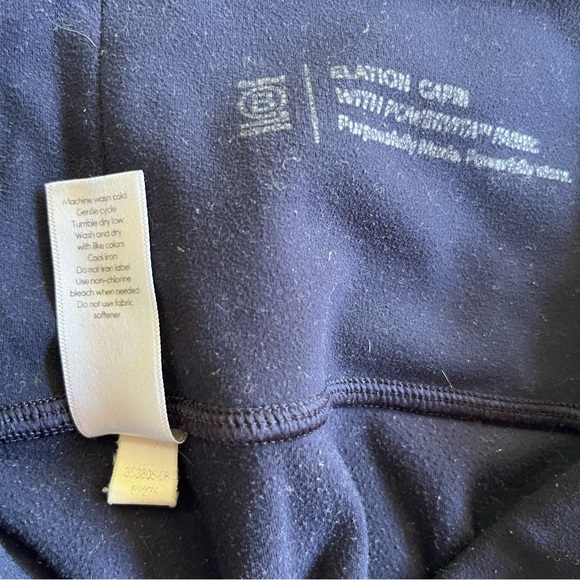 ELATION CAPRI
WITH POWERVITA™ FABRIC
Purposefully Made. Powerfully
Machine wash cold
Gentle cycle
Tumble dry low
Wash and dry
with like colors
Cool iron
Do not iron label
Use non-chlorine
bleach when needed
Do not use fabric
softener